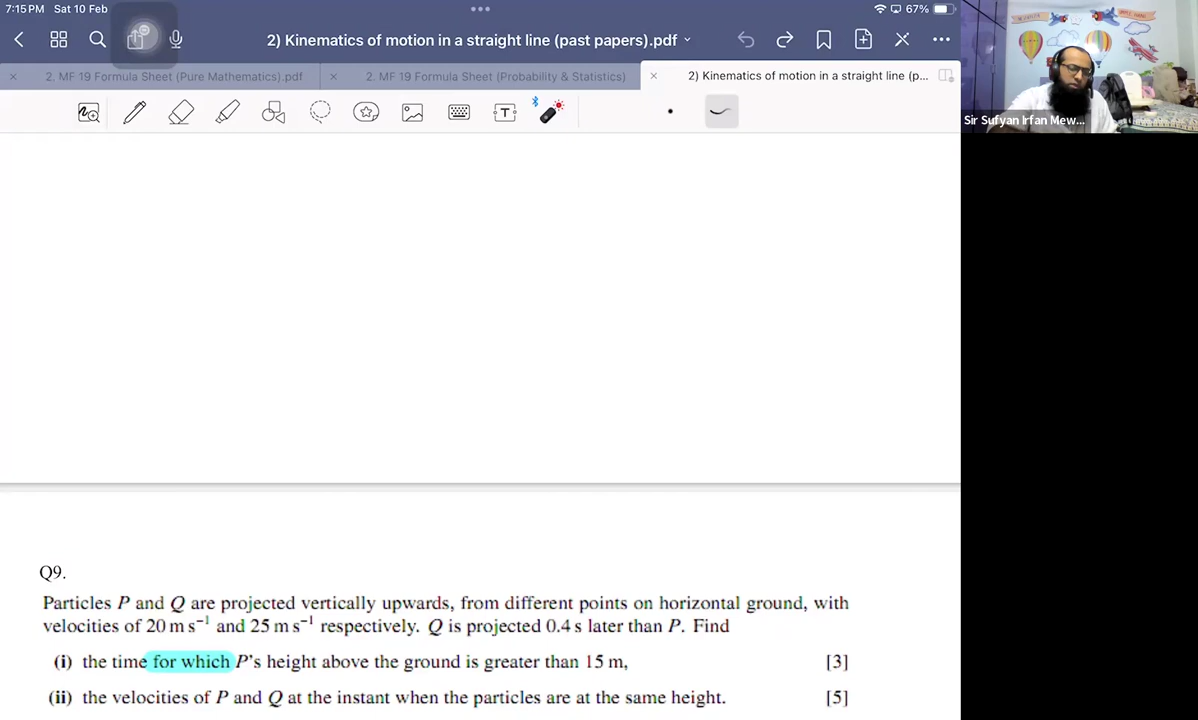 7:15 PM Sat 10 Feb
67%
2) Kinematics of motion in a straight line (past papers).pdf
2. MF 19 Formula Sheet (Pure Mathematics).pdf
2. MF 19 Formula Sheet (Probability & Statistics)
2) Kinematics of motion in a straight line (p...
T
Sir Sufyan Irfan Mew...
Q9.
Particles P and Q are projected vertically upwards, from different points on horizontal ground, with
velocities of 20 m s⁻¹ and 25 m s⁻¹ respectively. Q is projected 0.4 s later than P. Find
(i) the time for which P's height above the ground is greater than 15 m, [3]
(ii) the velocities of P and Q at the instant when the particles are at the same height. [5]